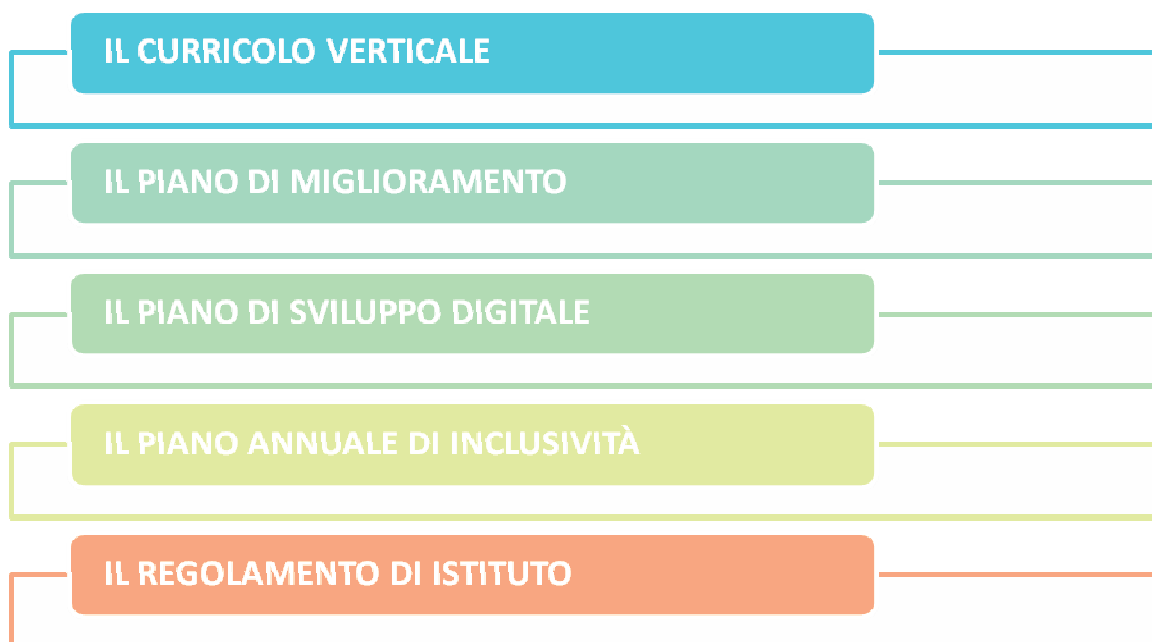 IL CURRICOLO VERTICALE
IL PIANO DI MIGLIORAMENTO
IL PIANO DI SVILUPPO DIGITALE
IL PIANO ANNUALE DI INCLUSIVITÀ
IL REGOLAMENTO DI ISTITUTO